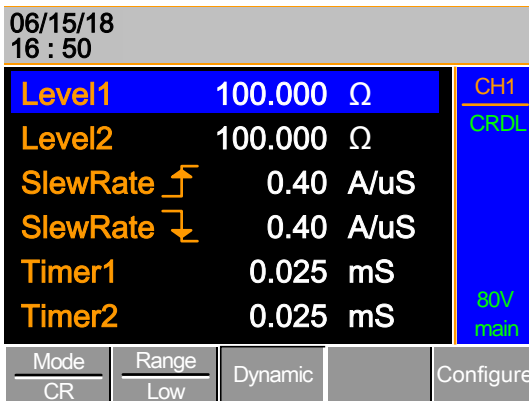 06/15/18
16 : 50
Level1 100.000 Ω
Level2 100.000 Ω
SlewRate 0.40 A/uS
SlewRate 0.40 A/uS
Timer1 0.025 mS
Timer2 0.025 mS
CH1
CRDL
80V
main
Mode
CR
Range
Low
Dynamic
Configure